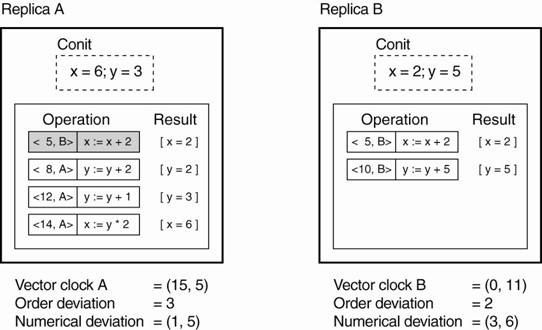 Replica A
Conit
x = 6; y = 3
Operation Result
< 5, B> x := x + 2 [ x = 2 ]
< 8, A> y := y + 2 [ y = 2 ]
<12, A> y := y + 1 [ y = 3 ]
<14, A> x := y * 2 [ x = 6 ]
Vector clock A = (15, 5)
Order deviation = 3
Numerical deviation = (1, 5)
Replica B
Conit
x = 2; y = 5
Operation Result
< 5, B> x := x + 2 [ x = 2 ]
<10, B> y := y + 5 [ y = 5 ]
Vector clock B = (0, 11)
Order deviation = 2
Numerical deviation = (3, 6)